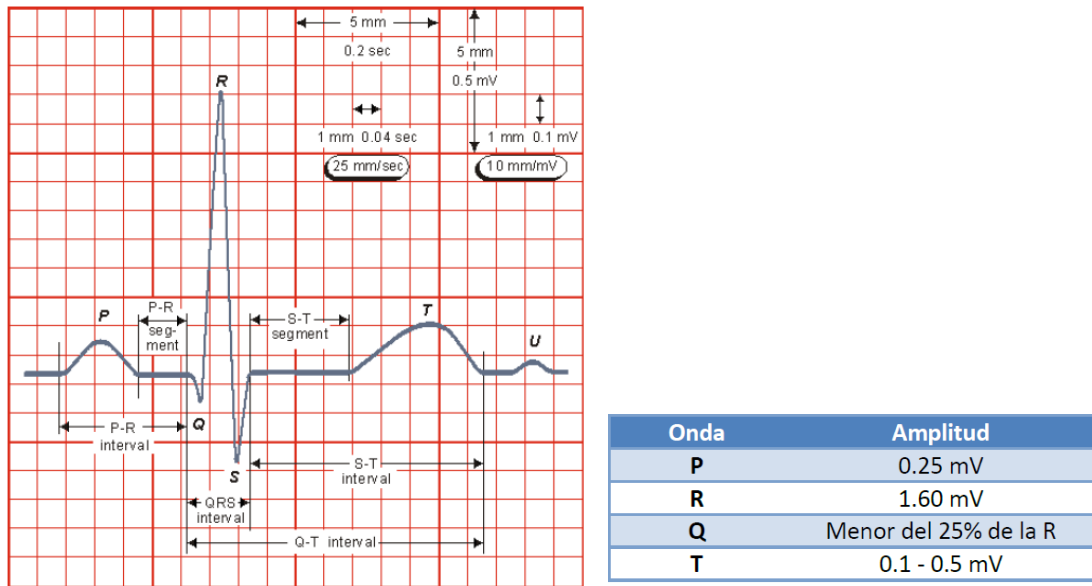 5 mm
0.2 sec
5 mm
0.5 mV
R
1 mm 0.04 sec
1 mm 0.1 mV
25 mm/sec
10 mm/mV
P
P-R
seg-
ment
S-T
segment
T
U
Q
P-R
interval
S
S-T
interval
QRS
interval
Q-T interval
Onda Amplitud
P 0.25 mV
R 1.60 mV
Q Menor del 25% de la R
T 0.1 - 0.5 mV